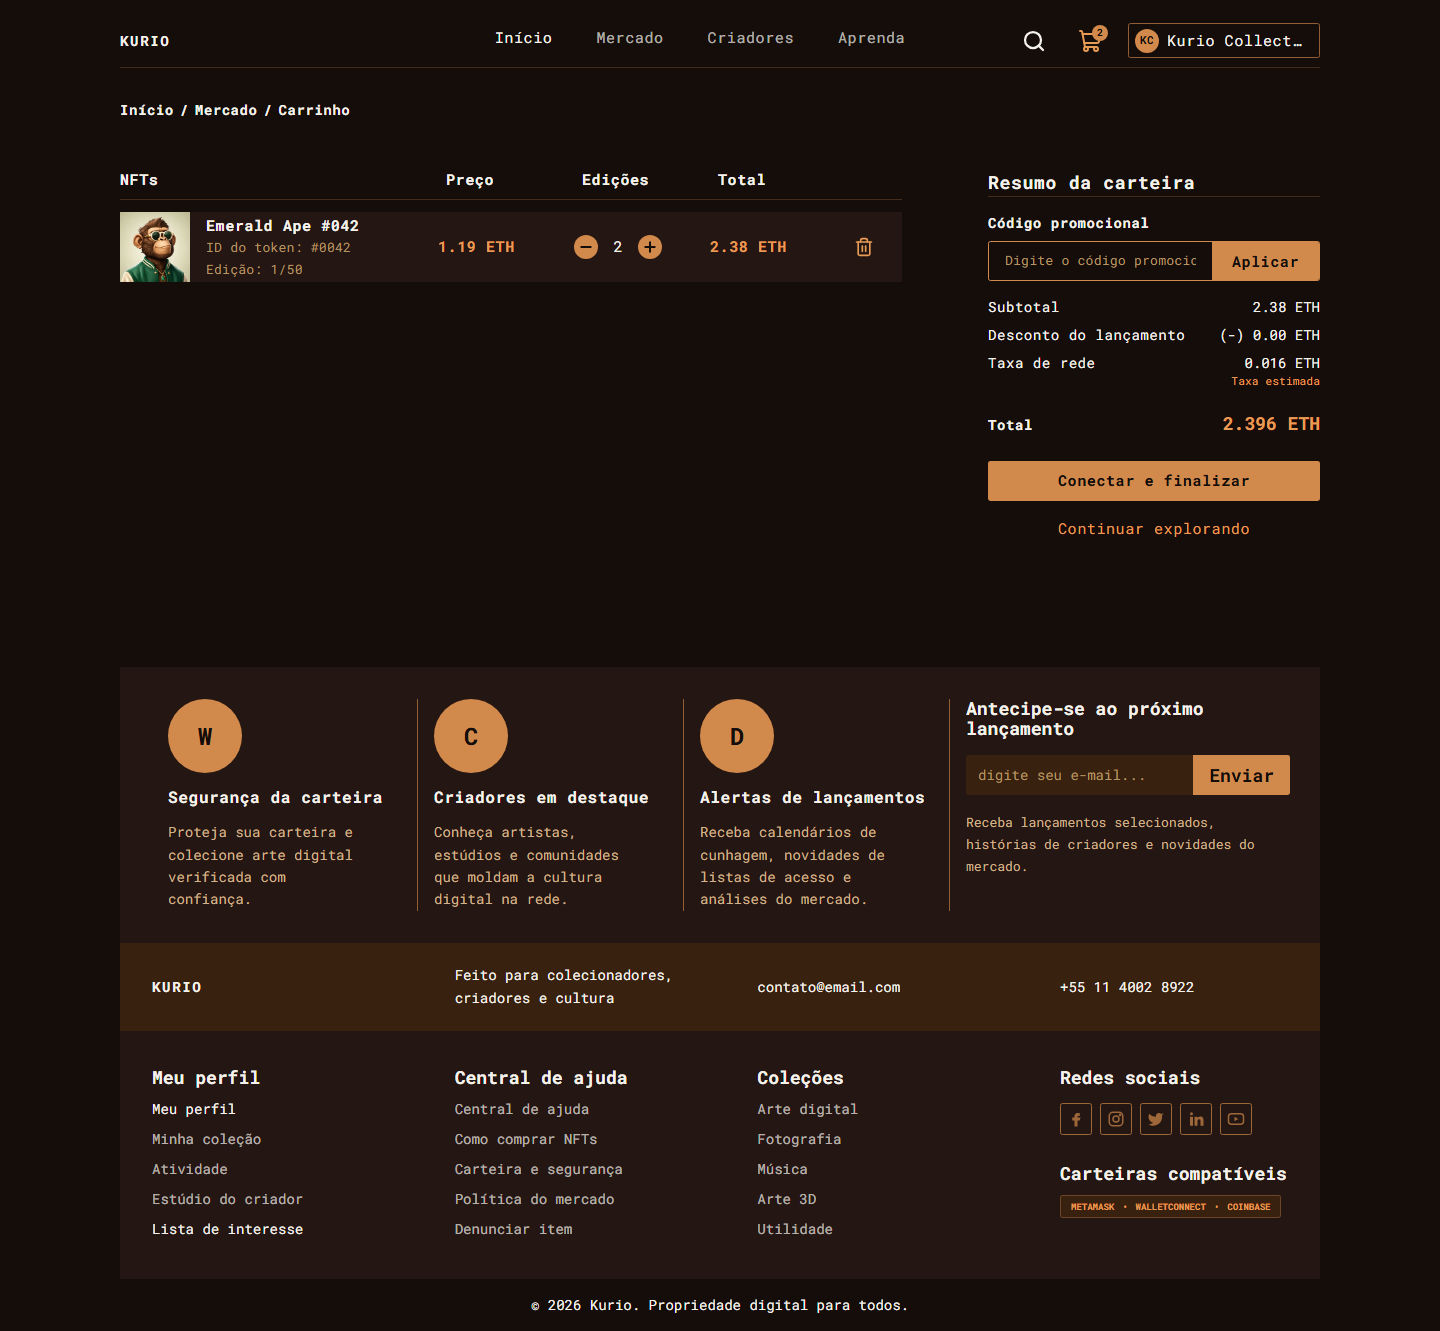 KURIO
Início
Mercado
Criadores
Aprenda
2
KC
Kurio Collect…
Início / Mercado / Carrinho
NFTs
Preço
Edições
Total
Emerald Ape #042
ID do token: #0042
Edição: 1/50
1.19 ETH
2
2.38 ETH
Resumo da carteira
Código promocional
Digite o código promocic
Aplicar
Subtotal
2.38 ETH
Desconto do lançamento
(-) 0.00 ETH
Taxa de rede
0.016 ETH
Taxa estimada
Total
2.396 ETH
Conectar e finalizar
Continuar explorando
W
Segurança da carteira
Proteja sua carteira e
colecione arte digital
verificada com
confiança.
C
Criadores em destaque
Conheça artistas,
estúdios e comunidades
que moldam a cultura
digital na rede.
D
Alertas de lançamentos
Receba calendários de
cunhagem, novidades de
listas de acesso e
análises do mercado.
Antecipe-se ao próximo
lançamento
digite seu e-mail...
Enviar
Receba lançamentos selecionados,
histórias de criadores e novidades do
mercado.
KURIO
Feito para colecionadores,
criadores e cultura
contato@email.com
+55 11 4002 8922
Meu perfil
Meu perfil
Minha coleção
Atividade
Estúdio do criador
Lista de interesse
Central de ajuda
Central de ajuda
Como comprar NFTs
Carteira e segurança
Política do mercado
Denunciar item
Coleções
Arte digital
Fotografia
Música
Arte 3D
Utilidade
Redes sociais
Carteiras compatíveis
METAMASK · WALLETCONNECT · COINBASE
© 2026 Kurio. Propriedade digital para todos.